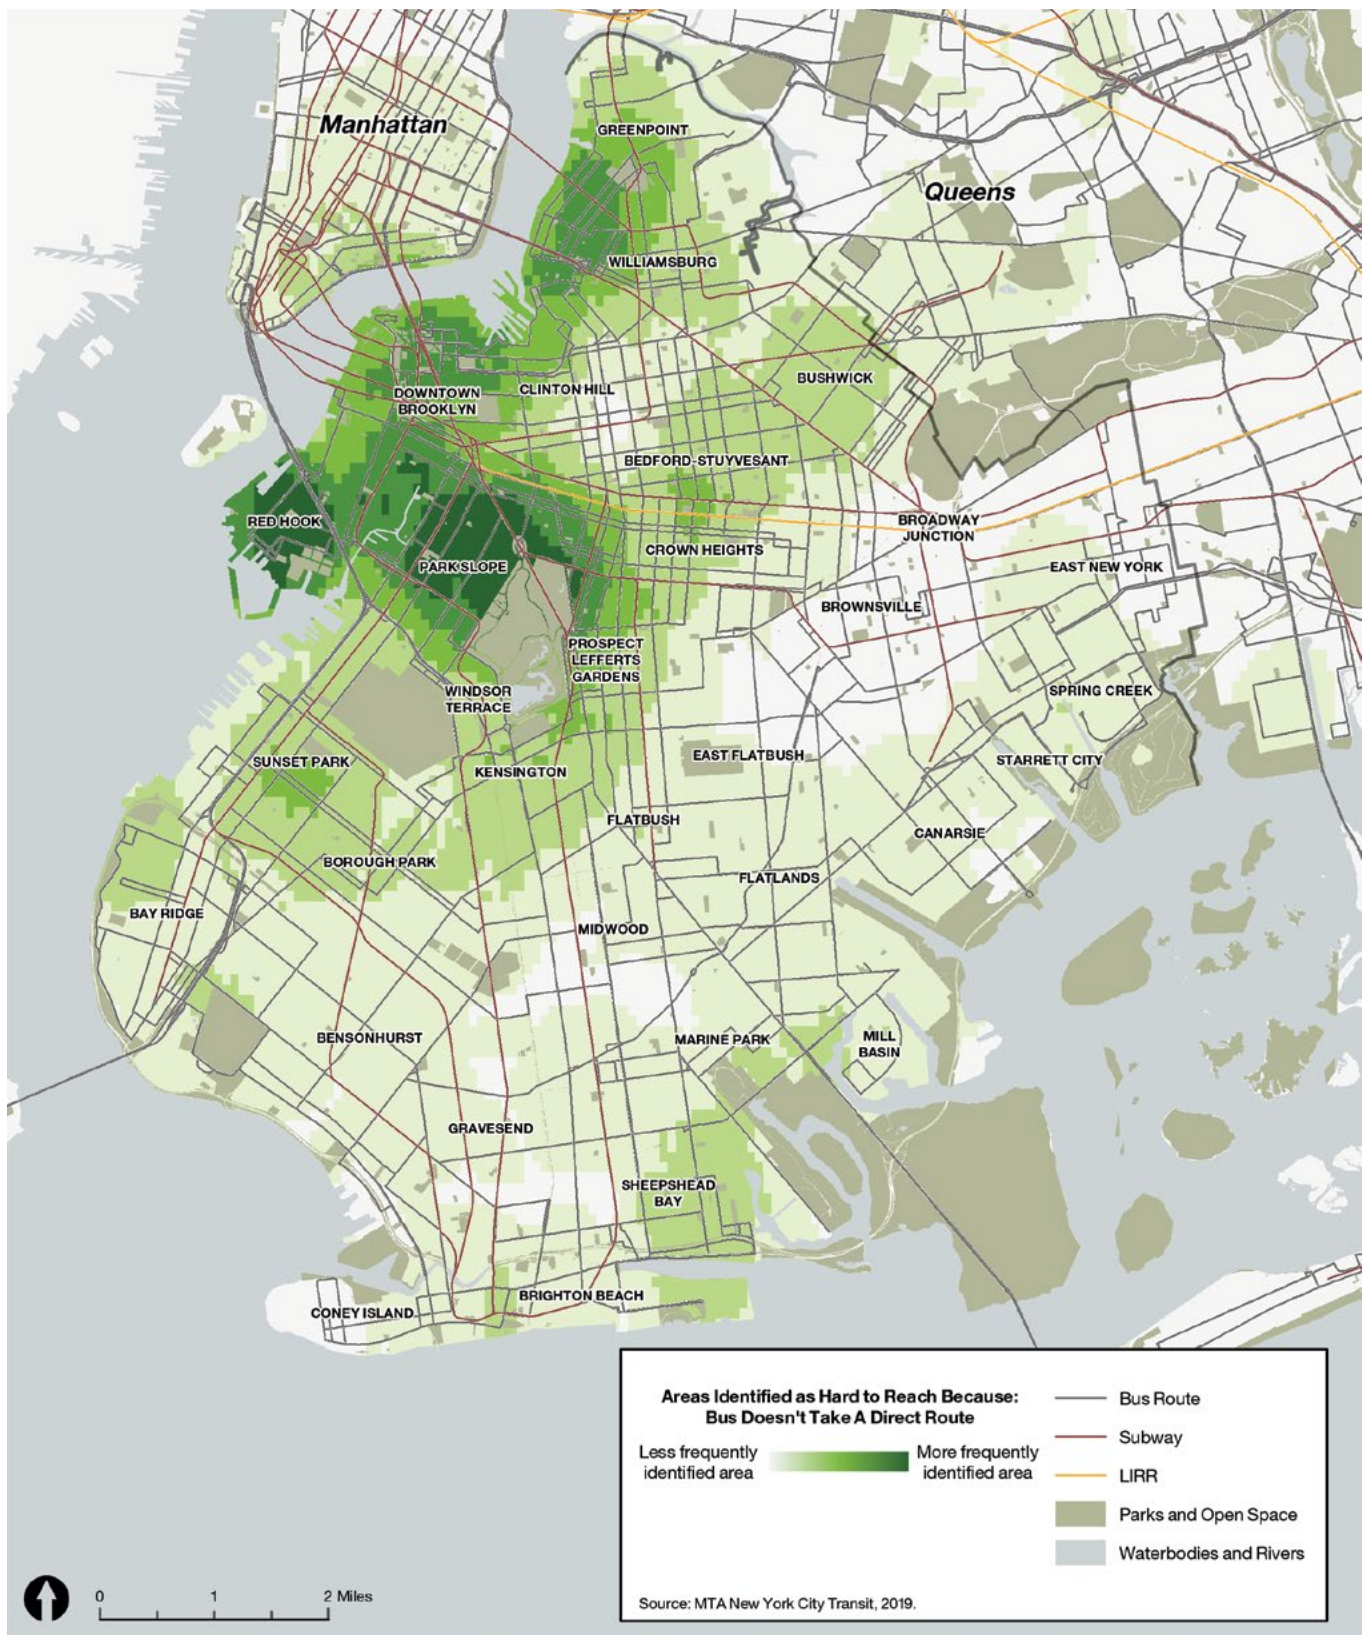 Manhattan
GREENPOINT
Queens
WILLIAMSBURG
BUSHWICK
DOWNTOWN
BROOKLYN
CLINTON HILL
BEDFORD-STUYVESANT
RED HOOK
BROADWAY
JUNCTION
CROWN HEIGHTS
PARK SLOPE
EAST NEW YORK
BROWNSVILLE
PROSPECT
LEFFERTS
GARDENS
WINDSOR
TERRACE
SPRING CREEK
SUNSET PARK
KENSINGTON
EAST FLATBUSH
STARRETT CITY
FLATBUSH
CANARSIE
BOROUGH PARK
FLATLANDS
BAY RIDGE
MIDWOOD
BENSONHURST
MARINE PARK
MILL
BASIN
GRAVESEND
SHEEPSHEAD
BAY
BRIGHTON BEACH
CONEY ISLAND
Areas Identified as Hard to Reach Because:
Bus Doesn't Take A Direct Route
Less frequently
identified area
More frequently
identified area
Bus Route
Subway
LIRR
Parks and Open Space
Waterbodies and Rivers
Source: MTA New York City Transit, 2019.
0 1 2 Miles